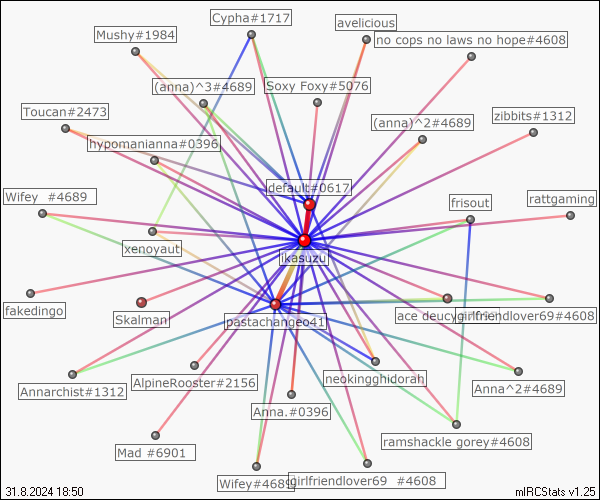 Cypha#1717
avelicious
Mushy#1984
no cops no laws no hope#4608
(anna)^3#4689
Soxy Foxy#5076
Toucan#2473
(anna)^2#4689
zibbits#1312
hypomanianna#0396
default#0617
Wifey #4689
frisout
rattgaming
xenoyaut
ikasuzu
fakedingo
Skalman
pastachangeo41
ace deucy
girlfriendlover69#4608
Annarchist#1312
AlpineRooster#2156
neokingghidorah
Anna^2#4689
Anna.#0396
Mad #6901
ramshackle gorey#4608
Wifey#4689
girlfriendlover69 #4608
31.8.2024 18:50
mIRCStats v1.25